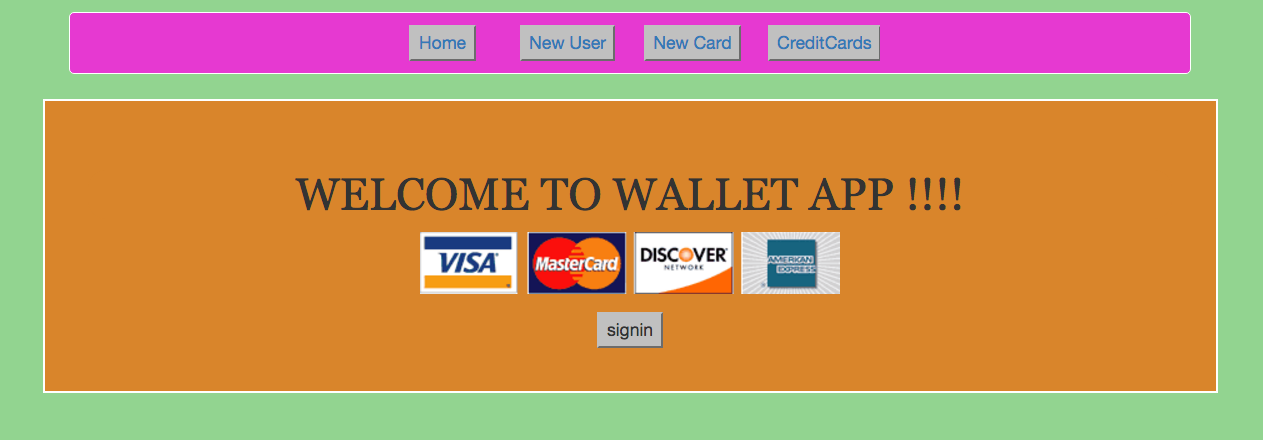 Home New User New Card CreditCards
WELCOME TO WALLET APP !!!!
VISA MasterCard DISCOVER NETWORK AMERICAN EXPRESS
signin